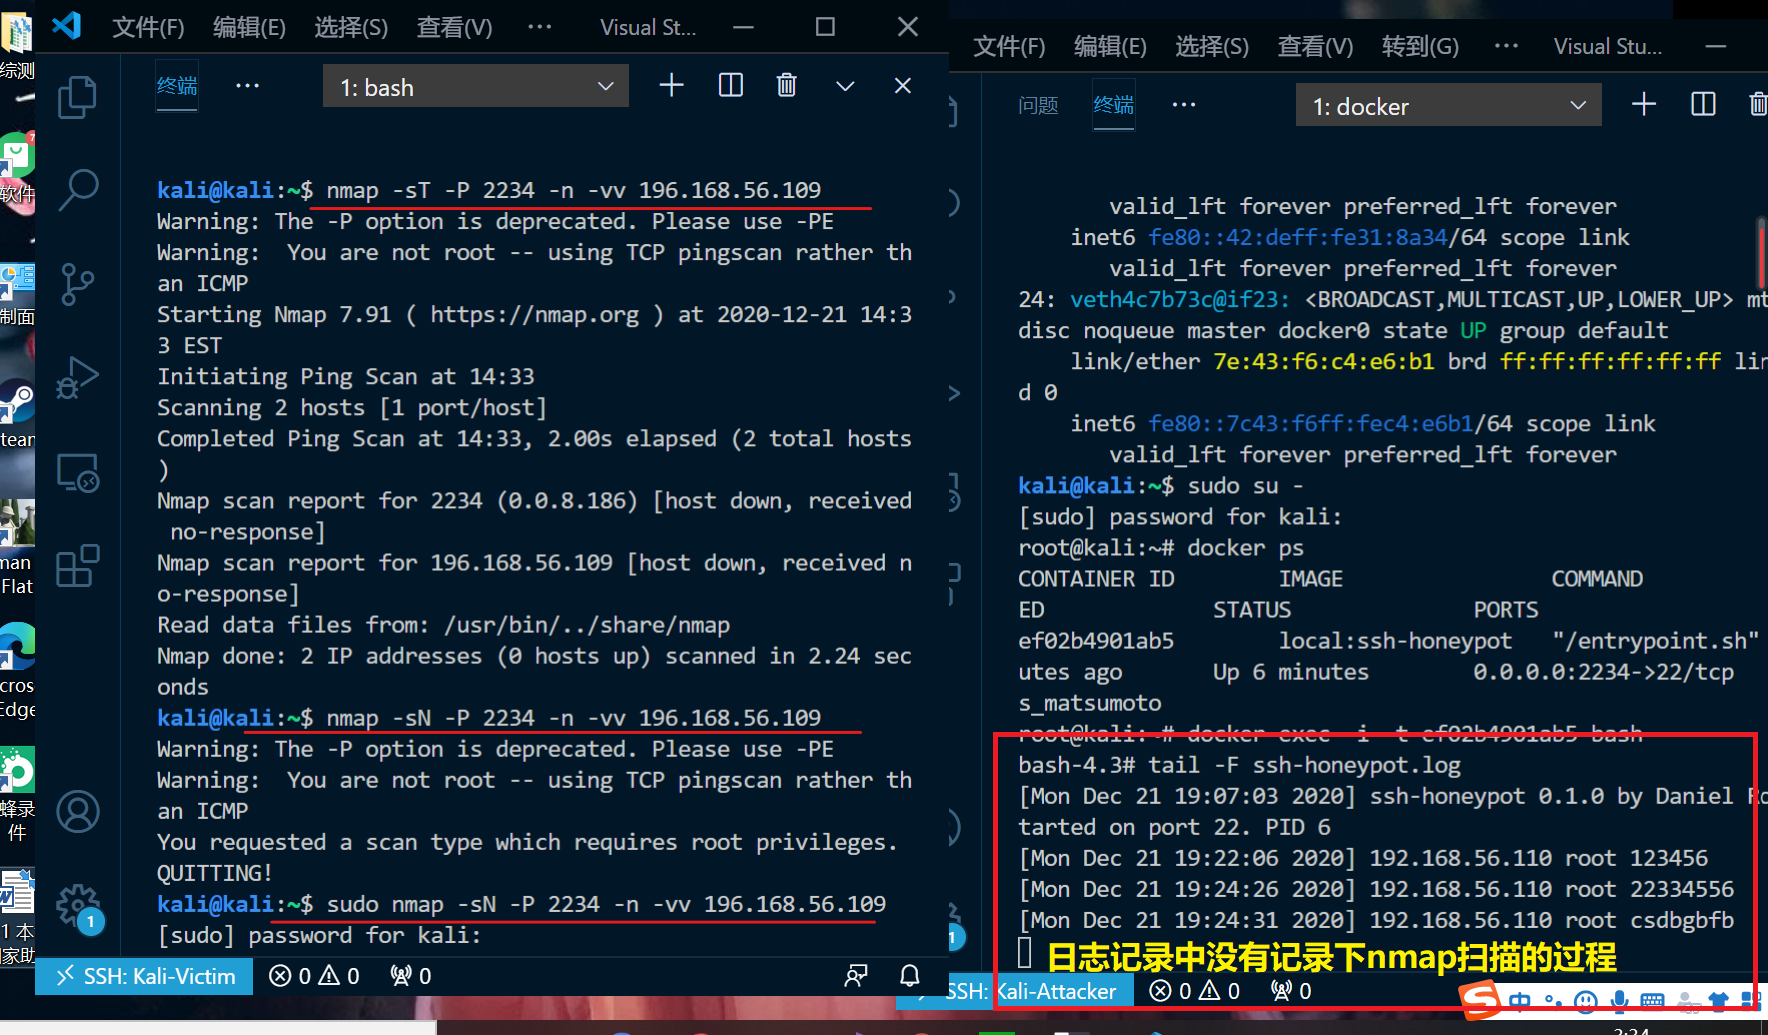 文件(F) 编辑(E) 选择(S) 查看(V) ··· Visual St...
终端 ··· 1: bash
kali@kali:~$ nmap -sT -P 2234 -n -vv 196.168.56.109
Warning: The -P option is deprecated. Please use -PE
Warning:  You are not root -- using TCP pingscan rather th
an ICMP
Starting Nmap 7.91 ( https://nmap.org ) at 2020-12-21 14:3
3 EST
Initiating Ping Scan at 14:33
Scanning 2 hosts [1 port/host]
Completed Ping Scan at 14:33, 2.00s elapsed (2 total hosts
)
Nmap scan report for 2234 (0.0.8.186) [host down, received
 no-response]
Nmap scan report for 196.168.56.109 [host down, received n
o-response]
Read data files from: /usr/bin/../share/nmap
Nmap done: 2 IP addresses (0 hosts up) scanned in 2.24 sec
onds
kali@kali:~$ nmap -sN -P 2234 -n -vv 196.168.56.109
Warning: The -P option is deprecated. Please use -PE
Warning:  You are not root -- using TCP pingscan rather th
an ICMP
You requested a scan type which requires root privileges.
QUITTING!
kali@kali:~$ sudo nmap -sN -P 2234 -n -vv 196.168.56.109
[sudo] password for kali:
1
SSH: Kali-Victim 0 0 0
文件(F) 编辑(E) 选择(S) 查看(V) 转到(G) ··· Visual Stu...
问题 终端 ··· 1: docker
valid_lft forever preferred_lft forever
inet6 fe80::42:deff:fe31:8a34/64 scope link
valid_lft forever preferred_lft forever
24: veth4c7b73c@if23: <BROADCAST,MULTICAST,UP,LOWER_UP> mt
disc noqueue master docker0 state UP group default
link/ether 7e:43:f6:c4:e6:b1 brd ff:ff:ff:ff:ff:ff lin
d 0
inet6 fe80::7c43:f6ff:fec4:e6b1/64 scope link
valid_lft forever preferred_lft forever
kali@kali:~$ sudo su -
[sudo] password for kali:
root@kali:~# docker ps
CONTAINER ID IMAGE COMMAND
ED STATUS PORTS
ef02b4901ab5 local:ssh-honeypot "/entrypoint.sh"
utes ago Up 6 minutes 0.0.0.0:2234->22/tcp
s_matsumoto
root@kali:~# docker exec -i -t ef02b4901ab5 bash
bash-4.3# tail -F ssh-honeypot.log
[Mon Dec 21 19:07:03 2020] ssh-honeypot 0.1.0 by Daniel Ro
tarted on port 22. PID 6
[Mon Dec 21 19:22:06 2020] 192.168.56.110 root 123456
[Mon Dec 21 19:24:26 2020] 192.168.56.110 root 22334556
[Mon Dec 21 19:24:31 2020] 192.168.56.110 root csdbgbfb
日志记录中没有记录下nmap扫描的过程
1
SSH: Kali-Attacker 0 0 0
中
综测
软件
制面
tean
man
Flat
cros
Edge
蜂录
件
1 本
家助